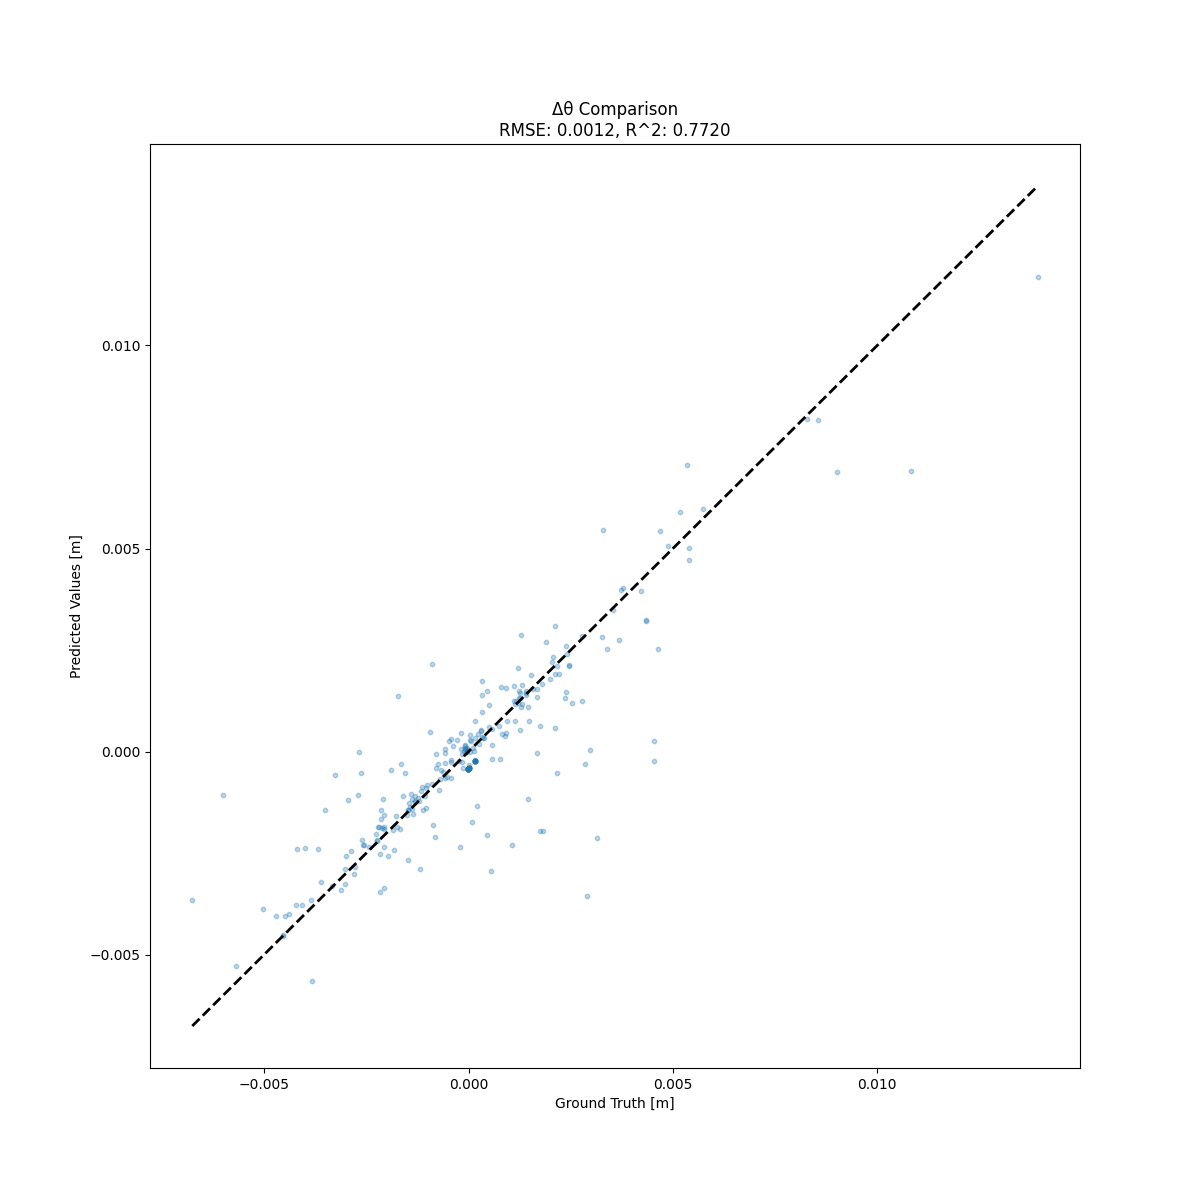 Δθ Comparison
RMSE: 0.0012, R^2: 0.7720
0.010
0.005
0.000
−0.005
Predicted Values [m]
−0.005 0.000 0.005 0.010
Ground Truth [m]